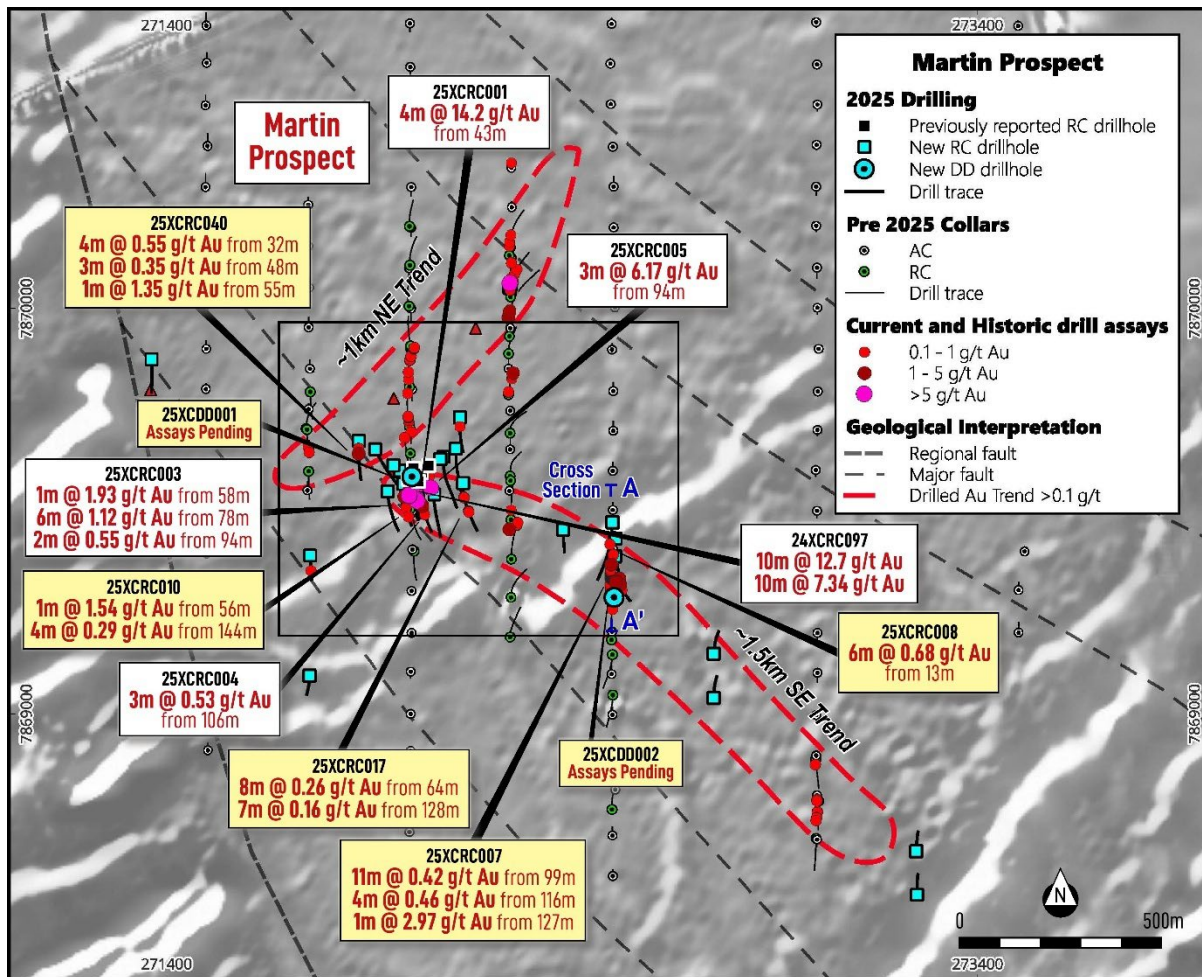 271400
273400
7870000
7869000
7870000
7869000
271400
273400
Martin
Prospect
25XCRC001
4m @ 14.2 g/t Au
from 43m
25XCRC040
4m @ 0.55 g/t Au from 32m
3m @ 0.35 g/t Au from 48m
1m @ 1.35 g/t Au from 55m
25XCRC005
3m @ 6.17 g/t Au
from 94m
~1km NE Trend
25XCDD001
Assays Pending
25XCRC003
1m @ 1.93 g/t Au from 58m
6m @ 1.12 g/t Au from 78m
2m @ 0.55 g/t Au from 94m
Cross
Section
A
A'
24XCRC097
10m @ 12.7 g/t Au
10m @ 7.34 g/t Au
25XCRC010
1m @ 1.54 g/t Au from 56m
4m @ 0.29 g/t Au from 144m
25XCRC008
6m @ 0.68 g/t Au
from 13m
25XCRC004
3m @ 0.53 g/t Au
from 106m
~1.5km SE Trend
25XCDD002
Assays Pending
25XCRC017
8m @ 0.26 g/t Au from 64m
7m @ 0.16 g/t Au from 128m
25XCRC007
11m @ 0.42 g/t Au from 99m
4m @ 0.46 g/t Au from 116m
1m @ 2.97 g/t Au from 127m
Martin Prospect
2025 Drilling
Previously reported RC drillhole
New RC drillhole
New DD drillhole
Drill trace
Pre 2025 Collars
AC
RC
Drill trace
Current and Historic drill assays
0.1 - 1 g/t Au
1 - 5 g/t Au
>5 g/t Au
Geological Interpretation
Regional fault
Major fault
Drilled Au Trend >0.1 g/t
N
0
500m